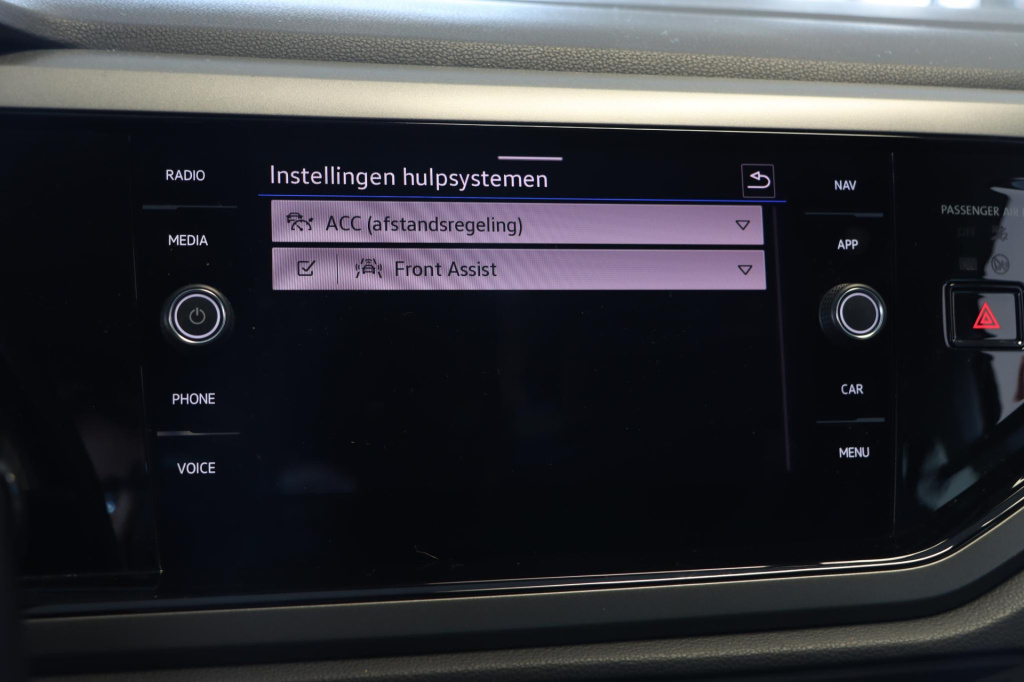 RADIO
Instellingen hulpsystemen
NAV
PASSENGER AIR
MEDIA
ACC (afstandsregeling)
APP
Front Assist
PHONE
CAR
VOICE
MENU